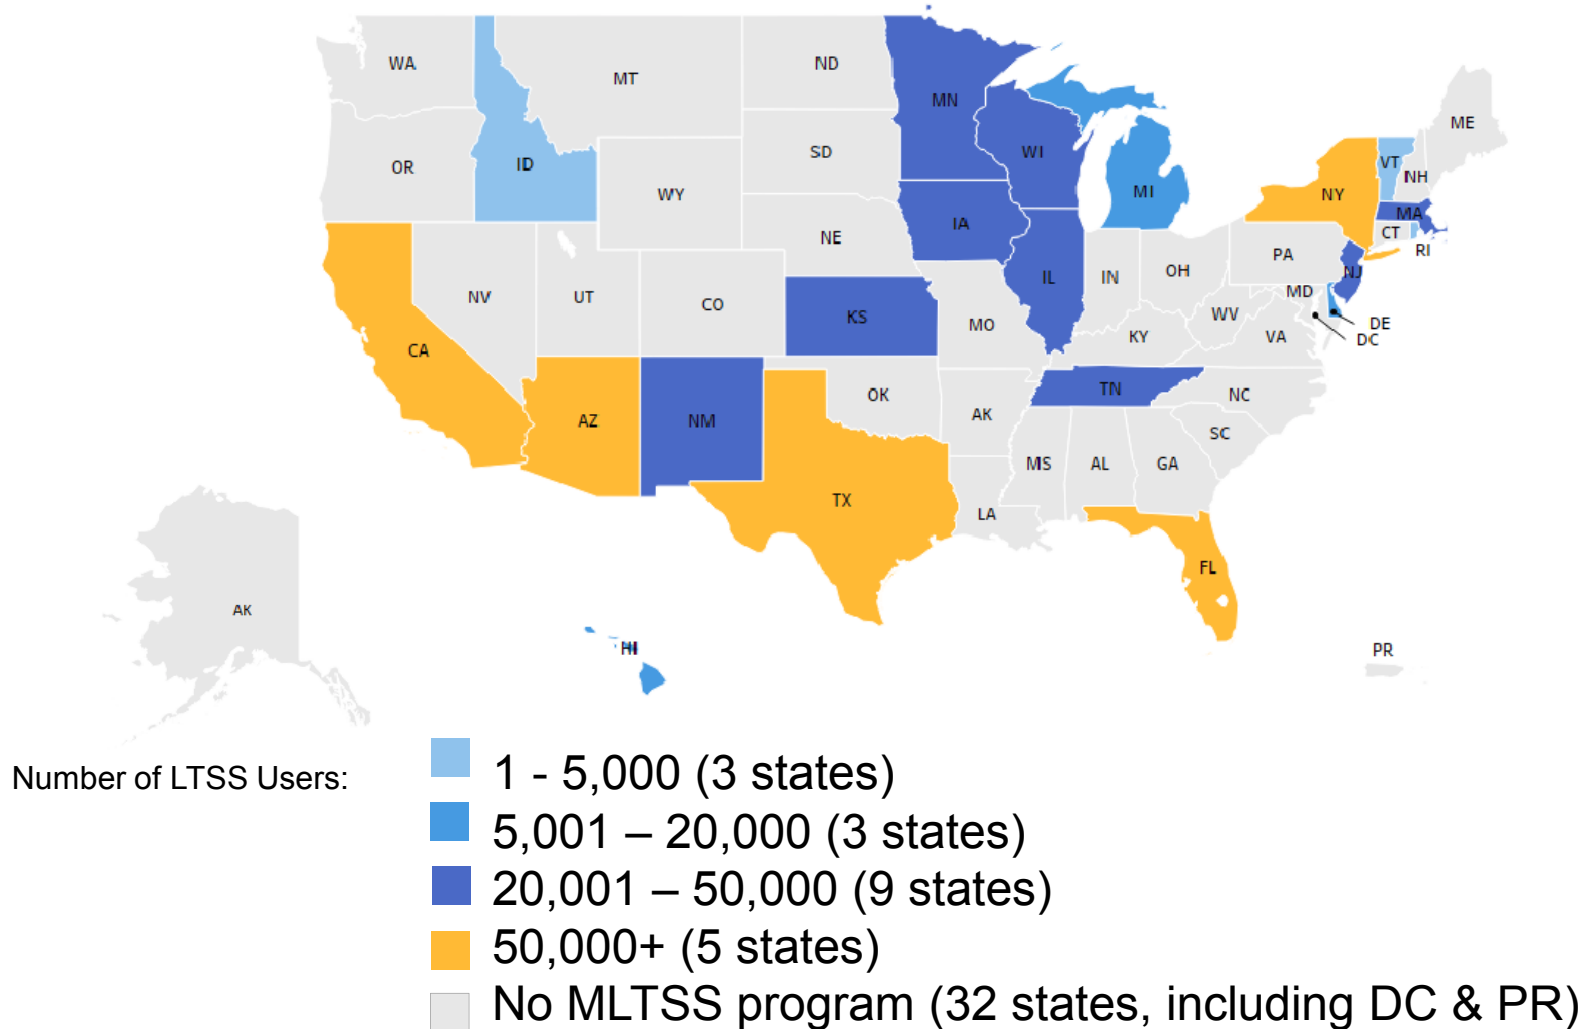 WA
MT
ND
MN
ME
OR
ID
SD
WI
MI
VT
NH
WY
NY
MA
IA
NE
CT
RI
PA
NV
UT
CO
IL
IN
OH
NJ
MD
KS
MO
WV
VA
DE
DC
KY
CA
AZ
NM
OK
AK
TN
NC
SC
MS
AL
GA
TX
LA
FL
AK
HI
PR
Number of LTSS Users:
1 - 5,000 (3 states)
5,001 – 20,000 (3 states)
20,001 – 50,000 (9 states)
50,000+ (5 states)
No MLTSS program (32 states, including DC & PR)